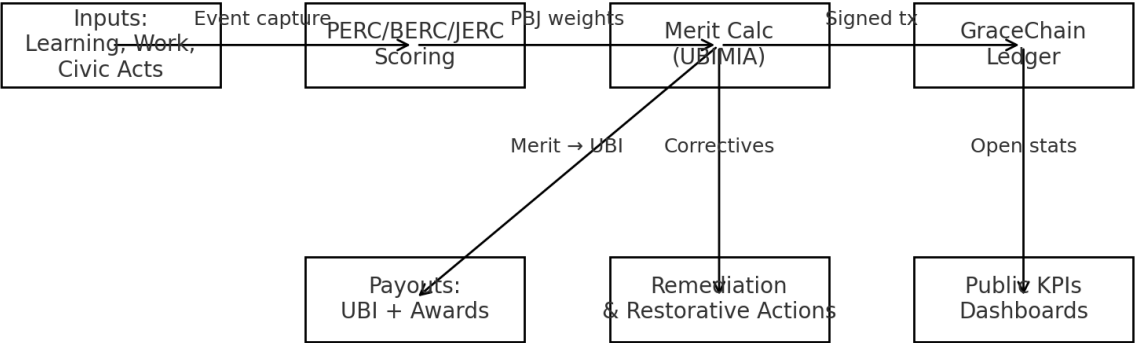 Inputs:
Learning, Work,
Civic Acts
Event capture
PERC/BERC/JERC
Scoring
PBJ weights
Merit Calc
(UBIMIA)
Signed tx
GraceChain
Ledger
Merit → UBI
Correctives
Open stats
Payouts:
UBI + Awards
Remediation
& Restorative Actions
Public KPIs
Dashboards